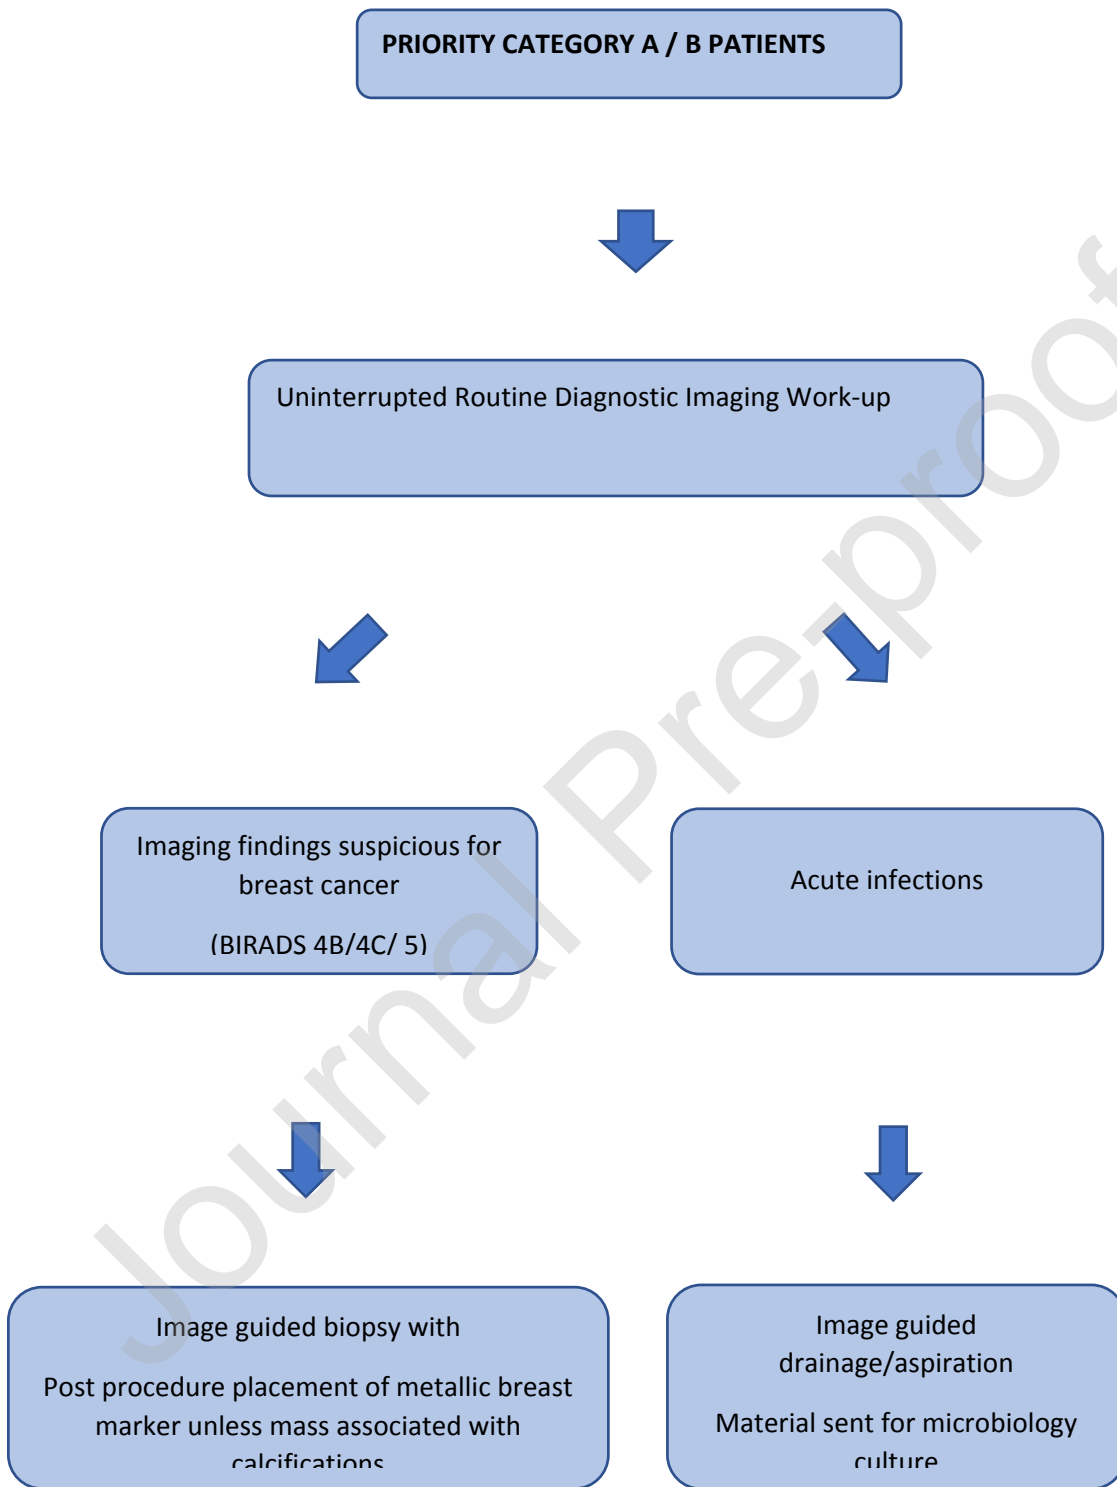 PRIORITY CATEGORY A / B PATIENTS
Uninterrupted Routine Diagnostic Imaging Work-up
Imaging findings suspicious for
breast cancer
(BIRADS 4B/4C/ 5)
Acute infections
Image guided biopsy with
Post procedure placement of metallic breast
marker unless mass associated with
calcifications
Image guided
drainage/aspiration
Material sent for microbiology
culture
Journal Pre-proof